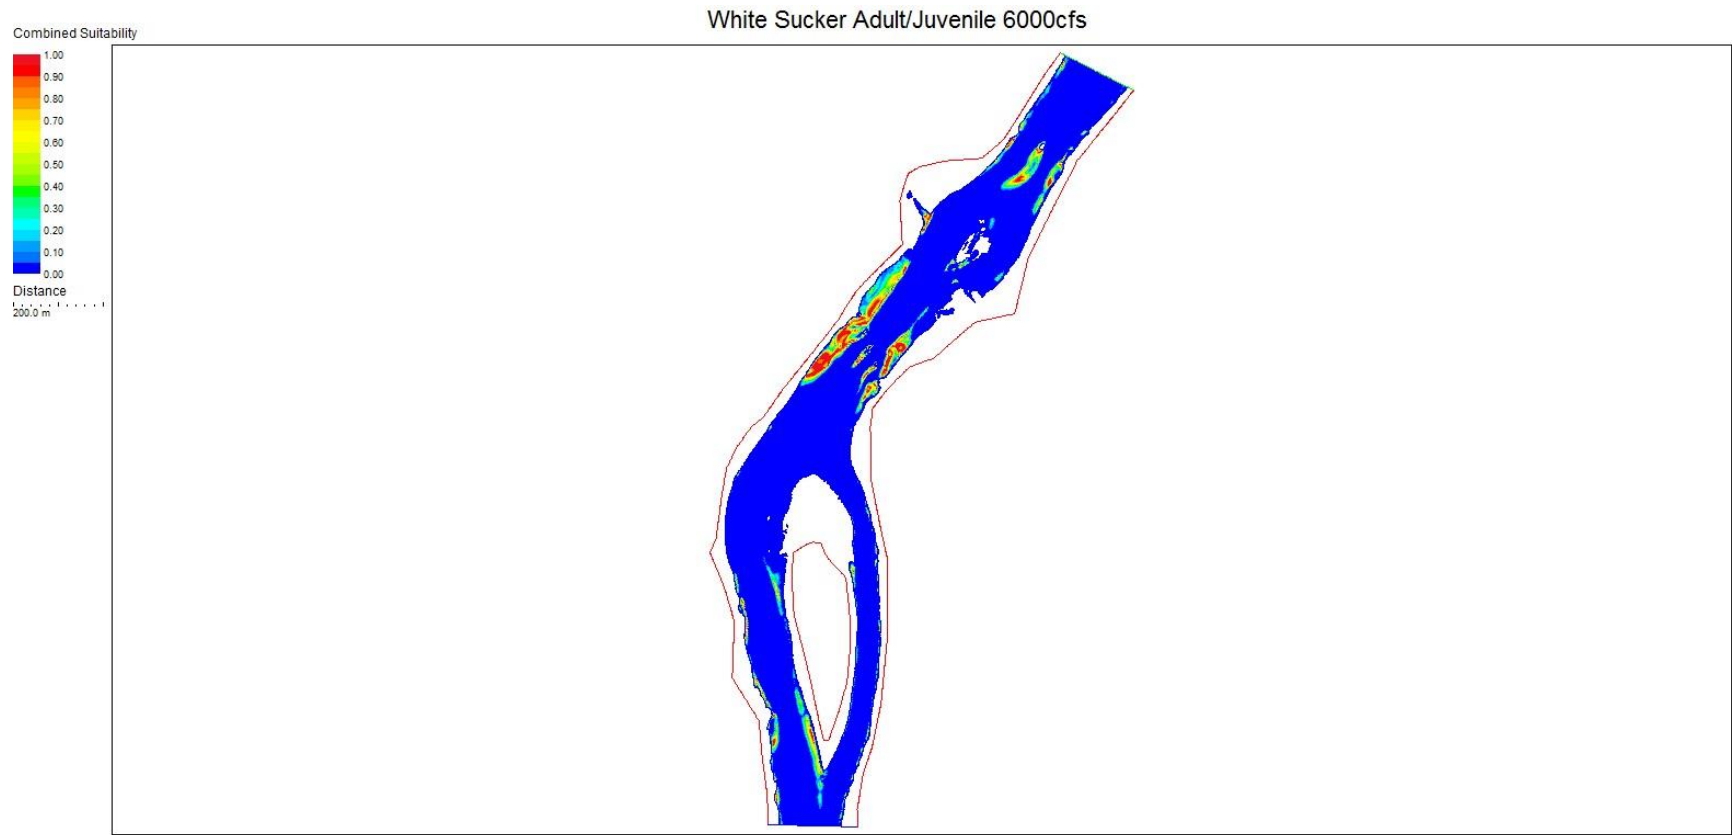 White Sucker Adult/Juvenile 6000cfs
Combined Suitability
1.00
0.90
0.80
0.70
0.60
0.50
0.40
0.30
0.20
0.10
0.00
Distance
200.0 m